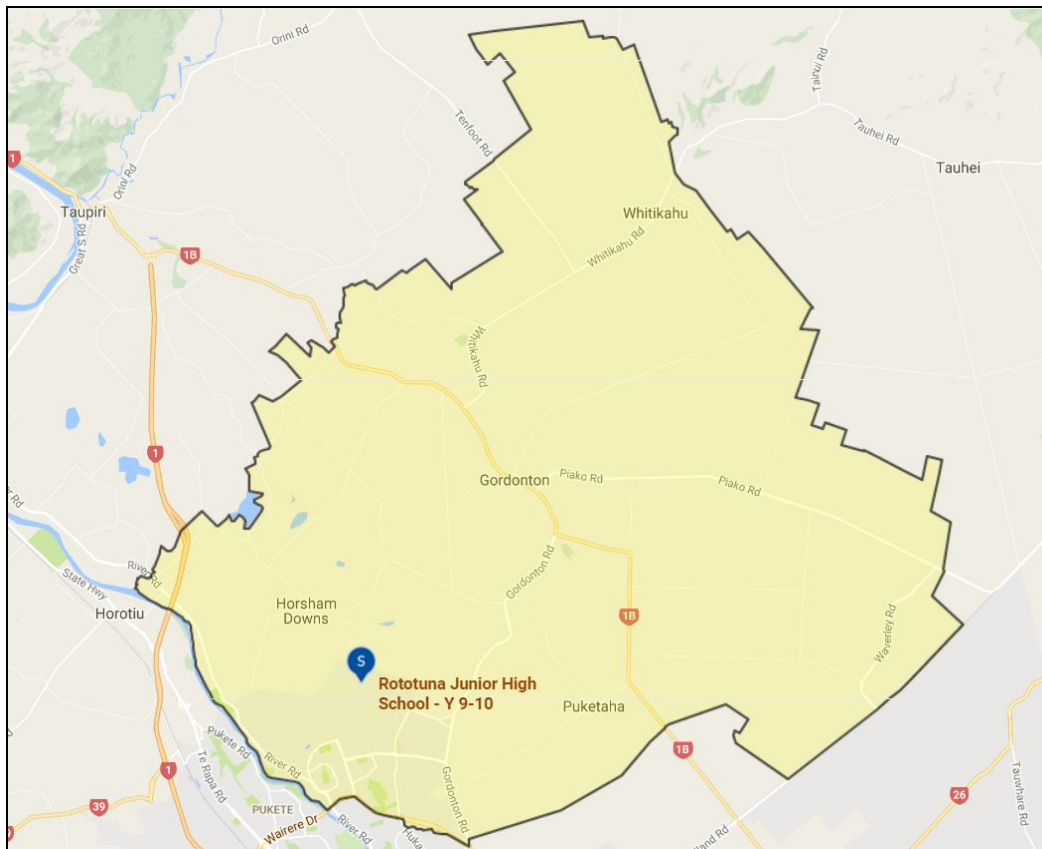 Orini Rd
Tainui Rd
Tenfoot Rd
Tauhei Rd
Tauhei
1
Orini Rd
Taupiri
Whitikahu
Great S Rd
1B
Whitikahu Rd
Whitikahu Rd
1
Gordonton
Piako Rd
Piako Rd
River Rd
State Hwy
Gordonton Rd
Horotiu
Horsham
Downs
1B
Waverley Rd
S
Rototuna Junior High
School - Y 9-10
Puketaha
Pukete Rd
1B
River Rd
Te Rapa Rd
1
Gordonton Rd
26
Tauwhare Rd
39
PUKETE
Wairere Dr
River Rd